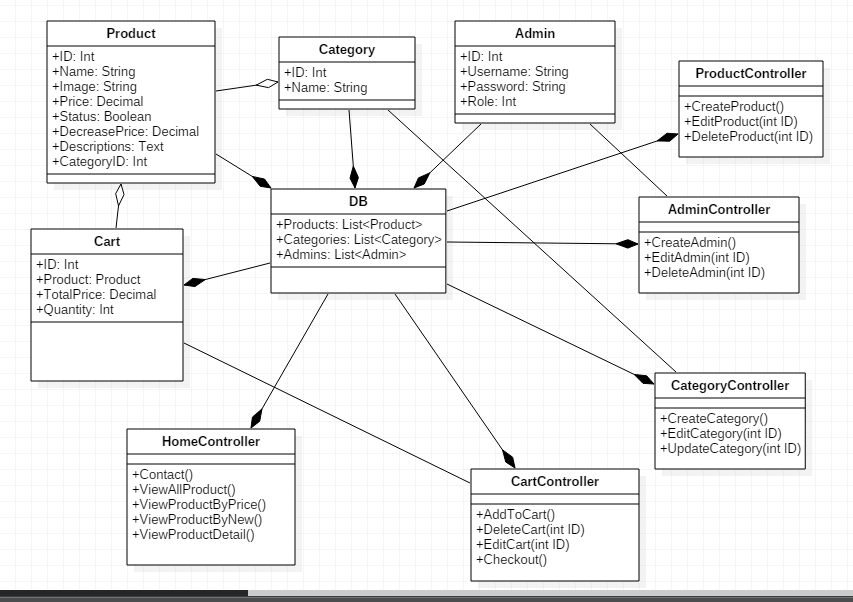 Product
+ID: Int
+Name: String
+Image: String
+Price: Decimal
+Status: Boolean
+DecreasePrice: Decimal
+Descriptions: Text
+CategoryID: Int
Category
+ID: Int
+Name: String
Admin
+ID: Int
+Username: String
+Password: String
+Role: Int
ProductController
+CreateProduct()
+EditProduct(int ID)
+DeleteProduct(int ID)
DB
+Products: List<Product>
+Categories: List<Category>
+Admins: List<Admin>
AdminController
+CreateAdmin()
+EditAdmin(int ID)
+DeleteAdmin(int ID)
Cart
+ID: Int
+Product: Product
+TotalPrice: Decimal
+Quantity: Int
CategoryController
+CreateCategory()
+EditCategory(int ID)
+UpdateCategory(int ID)
HomeController
+Contact()
+ViewAllProduct()
+ViewProductByPrice()
+ViewProductByNew()
+ViewProductDetail()
CartController
+AddToCart()
+DeleteCart(int ID)
+EditCart(int ID)
+Checkout()